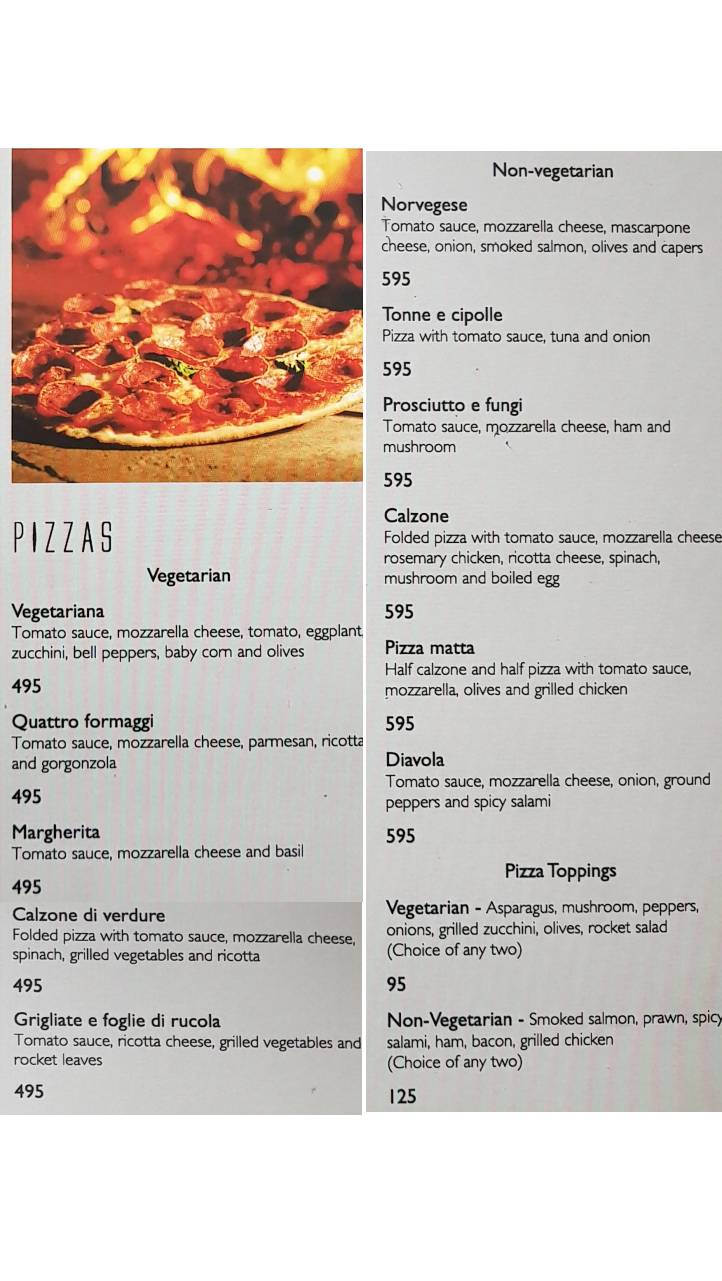 PIZZAS
Vegetarian
Vegetariana
Tomato sauce, mozzarella cheese, tomato, eggplant
zucchini, bell peppers, baby corn and olives
495
Quattro formaggi
Tomato sauce, mozzarella cheese, parmesan, ricotta
and gorgonzola
495
Margherita
Tomato sauce, mozzarella cheese and basil
495
Calzone di verdure
Folded pizza with tomato sauce, mozzarella cheese,
spinach, grilled vegetables and ricotta
495
Grigliate e foglie di rucola
Tomato sauce, ricotta cheese, grilled vegetables and
rocket leaves
495
Non-vegetarian
Norvegese
Tomato sauce, mozzarella cheese, mascarpone
cheese, onion, smoked salmon, olives and capers
595
Tonne e cipolle
Pizza with tomato sauce, tuna and onion
595
Prosciutto e fungi
Tomato sauce, mozzarella cheese, ham and
mushroom
595
Calzone
Folded pizza with tomato sauce, mozzarella cheese
rosemary chicken, ricotta cheese, spinach,
mushroom and boiled egg
595
Pizza matta
Half calzone and half pizza with tomato sauce,
mozzarella, olives and grilled chicken
595
Diavola
Tomato sauce, mozzarella cheese, onion, ground
peppers and spicy salami
595
Pizza Toppings
Vegetarian - Asparagus, mushroom, peppers,
onions, grilled zucchini, olives, rocket salad
(Choice of any two)
95
Non-Vegetarian - Smoked salmon, prawn, spicy
salami, ham, bacon, grilled chicken
(Choice of any two)
125